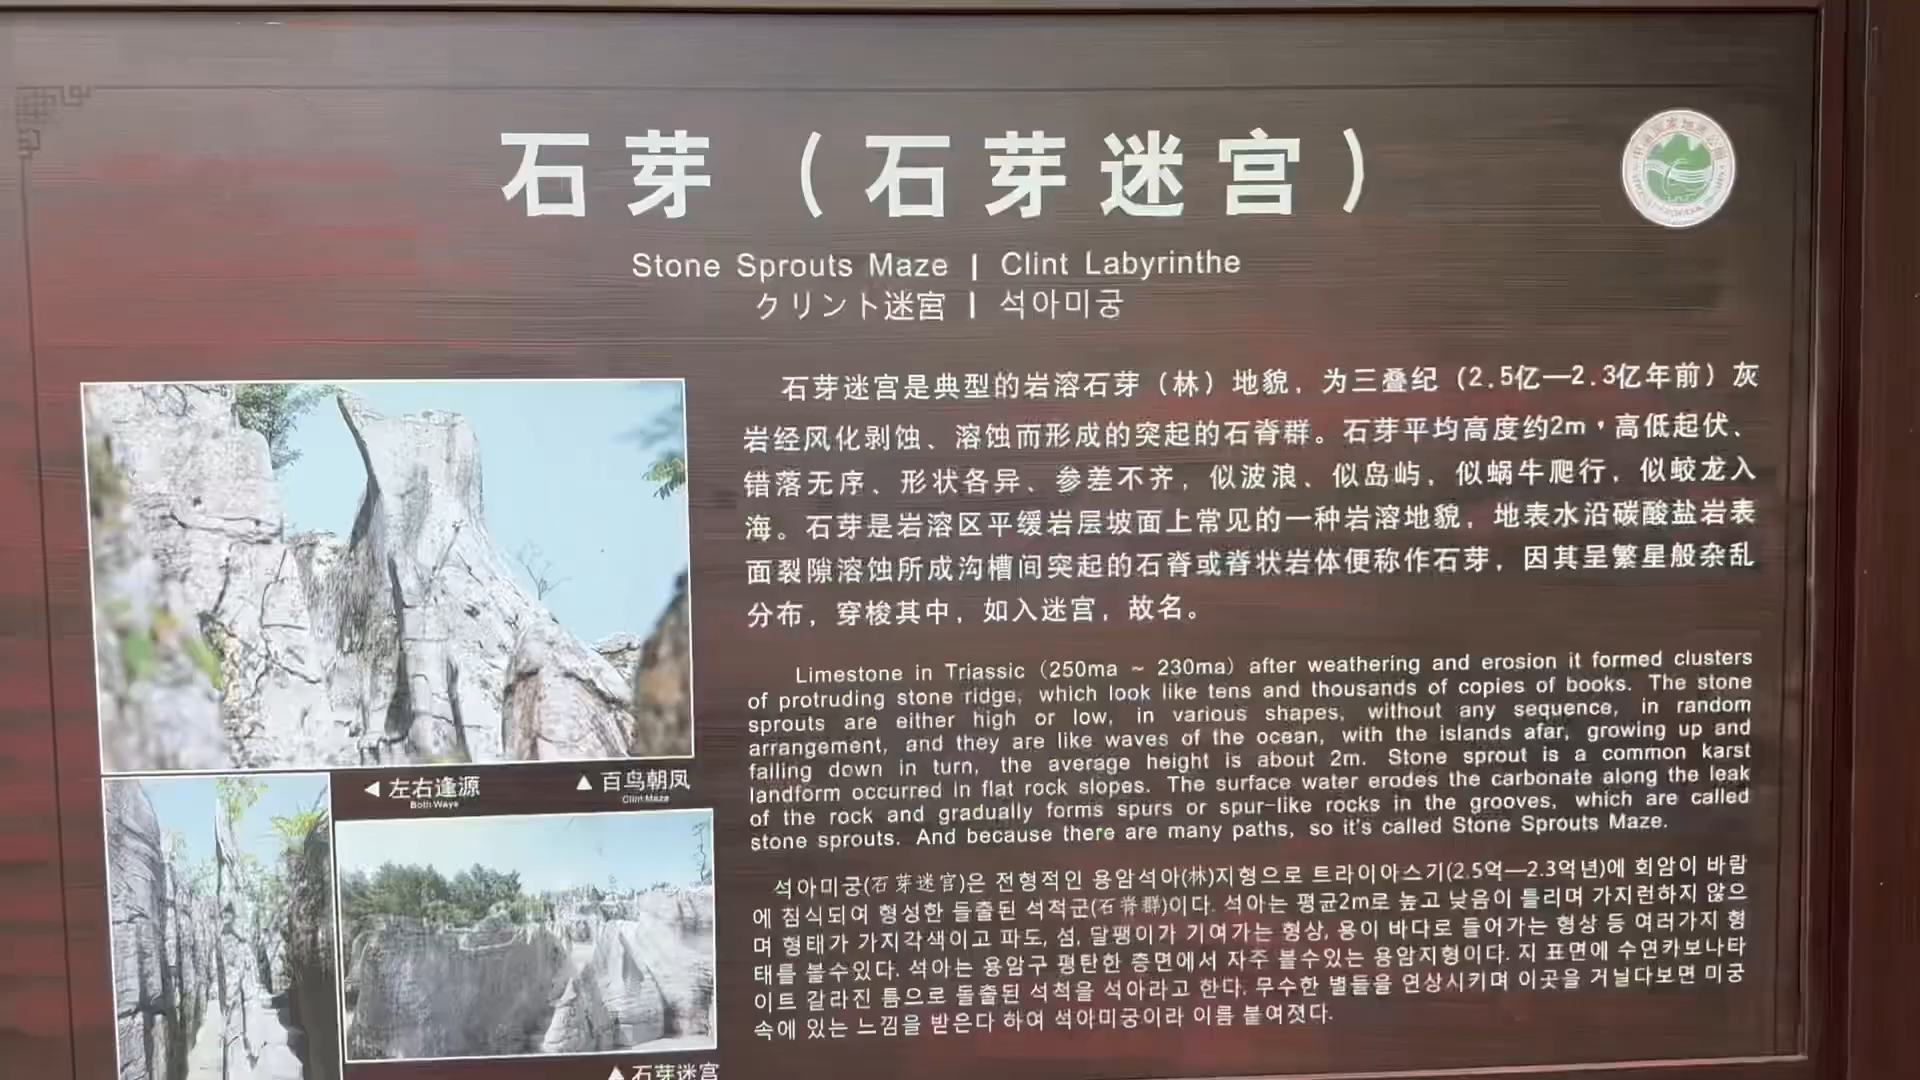 石芽（石芽迷宫）
Stone Sprouts Maze | Clint Labyrinthe
クリント迷宮 | 석아미궁
石芽迷宫是典型的岩溶石芽（林）地貌，为三叠纪（2.5亿—2.3亿年前）灰
岩经风化剥蚀、溶蚀而形成的突起的石脊群。石芽平均高度约2m，高低起伏、
错落无序、形状各异、参差不齐，似波浪、似岛屿，似蜗牛爬行，似蛟龙入
海。石芽是岩溶区平缓岩层坡面上常见的一种岩溶地貌，地表水沿碳酸盐岩表
面裂隙溶蚀所成沟槽间突起的石脊或脊状岩体便称作石芽，因其呈繁星般杂乱
分布，穿梭其中，如入迷宫，故名。
Limestone in Triassic（250ma ~ 230ma）after weathering and erosion it formed clusters
of protruding stone ridge, which look like tens and thousands of copies of books. The stone
sprouts are either high or low, in various shapes, without any sequence, in random
arrangement, and they are like waves of the ocean, with the islands afar, growing up and
falling down in turn, the average height is about 2m. Stone sprout is a common karst
landform occurred in flat rock slopes. The surface water erodes the carbonate along the leak
of the rock and gradually forms spurs or spur-like rocks in the grooves, which are called
stone sprouts. And because there are many paths, so it's called Stone Sprouts Maze.
석아미궁(石芽迷宫)은 전형적인 용암석아(林)지형으로 트라이아스기(2.5억—2.3억년)에 회암이 바람
에 침식되여 형성한 돌출된 석척군(石脊群)이다. 석아는 평균2m로 높고 낮음이 틀리며 가지런하지 않으
며 형태가 가지각색이고 파도, 섬, 달팽이가 기여가는 형상, 용이 바다로 들어가는 형상 등 여러가지 형
태를 볼수있다. 석아는 용암구 평탄한 층면에서 자주 볼수있는 용암지형이다. 지 표면에 수연카보나타
이트 갈라진 틈으로 돌출된 석척을 석아라고 한다. 무수한 별들을 연상시키며 이곳을 거닐다보면 미궁
속에 있는 느낌을 받은다 하여 석아미궁이라 이름 붙여졋다.
◀ 左右逢源
Both Ways
▲ 百鸟朝凤
Clint Maze
▲ 石芽迷宫